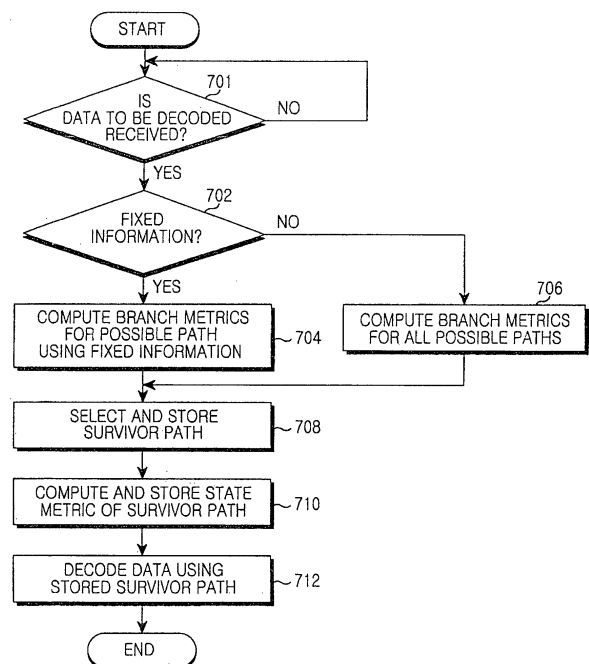 START
701
IS
DATA TO BE DECODED
RECEIVED?
NO
YES
702
FIXED
INFORMATION?
NO
YES
COMPUTE BRANCH METRICS
FOR POSSIBLE PATH
USING FIXED INFORMATION
704
706
COMPUTE BRANCH METRICS
FOR ALL POSSIBLE PATHS
SELECT AND STORE
SURVIVOR PATH
708
COMPUTE AND STORE STATE
METRIC OF SURVIVOR PATH
710
DECODE DATA USING
STORED SURVIVOR PATH
712
END